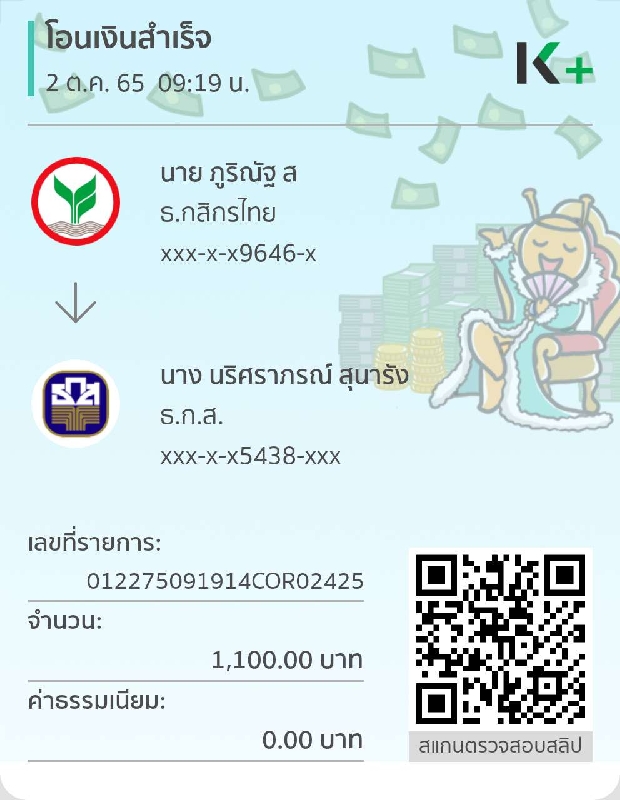 โอนเงินสำเร็จ
2 ต.ค. 65 09:19 น.
K+
นาย ภูริณัฐ ส
ธ.กสิกรไทย
xxx-x-x9646-x
นาง นริศราภรณ์ สุนารัง
ธ.ก.ส.
xxx-x-x5438-xxx
เลขที่รายการ:
012275091914COR02425
จำนวน:
1,100.00 บาท
ค่าธรรมเนียม:
0.00 บาท
สแกนตรวจสอบสลิป